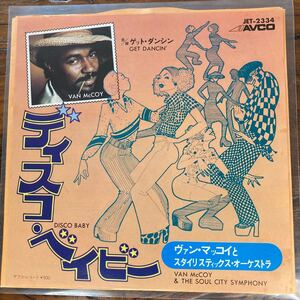 JET-2334
AVCO
c/w ゲット・ダンシン
GET DANCIN'
VAN McCOY
ディスコ・ベイビー
DISCO BABY
ヴァン・マッコイと
スタイリスティックス・オーケストラ
VAN McCOY
& THE SOUL CITY SYMPHONY
¥500